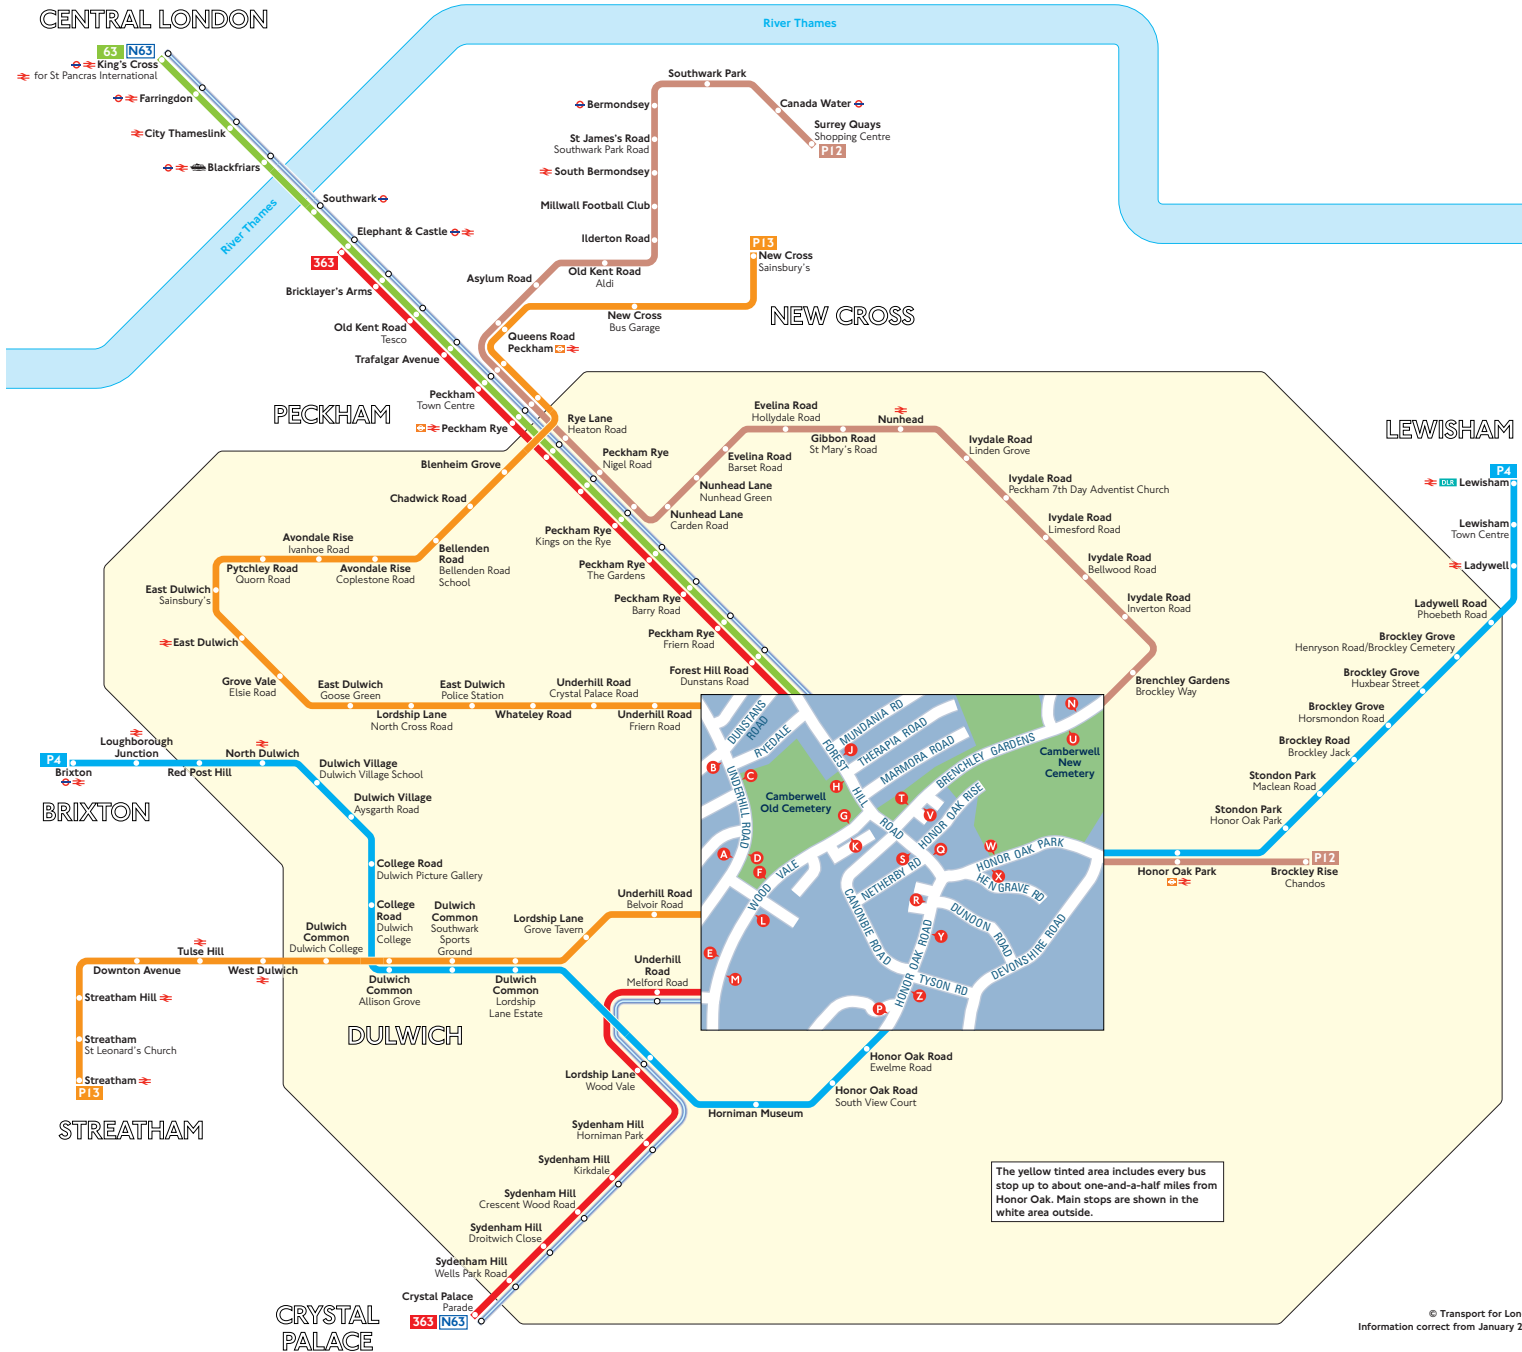 CENTRAL LONDON
River Thames
63
N63
King's Cross
for St Pancras International
Farringdon
City Thameslink
Blackfriars
Southwark
River Thames
Elephant & Castle
363
Bricklayer's Arms
Old Kent Road
Tesco
Trafalgar Avenue
Peckham
Town Centre
PECKHAM
Peckham Rye
Southwark Park
Bermondsey
Canada Water
Surrey Quays
Shopping Centre
P12
St James's Road
Southwark Park Road
South Bermondsey
Millwall Football Club
Ilderton Road
Old Kent Road
Aldi
Asylum Road
P13
New Cross
Sainsbury's
New Cross
Bus Garage
NEW CROSS
Queens Road
Peckham
Rye Lane
Heaton Road
Peckham Rye
Nigel Road
Evelina Road
Hollydale Road
Nunhead
Gibbon Road
St Mary's Road
Evelina Road
Barset Road
Nunhead Lane
Nunhead Green
Nunhead Lane
Carden Road
Ivydale Road
Linden Grove
Ivydale Road
Peckham 7th Day Adventist Church
Ivydale Road
Limesford Road
Ivydale Road
Bellwood Road
Ivydale Road
Inverton Road
Brenchley Gardens
Brockley Way
LEWISHAM
P4
DLR
Lewisham
Lewisham
Town Centre
Ladywell
Ladywell Road
Phoebeth Road
Brockley Grove
Henryson Road/Brockley Cemetery
Brockley Grove
Huxbear Street
Brockley Grove
Horsmondon Road
Brockley Road
Brockley Jack
Stondon Park
Maclean Road
Stondon Park
Honor Oak Park
Honor Oak Park
P12
Brockley Rise
Chandos
Blenheim Grove
Chadwick Road
Bellenden
Road
Bellenden Road
School
Avondale Rise
Ivanhoe Road
Avondale Rise
Coplestone Road
Pytchley Road
Quorn Road
East Dulwich
Sainsbury's
East Dulwich
Grove Vale
Elsie Road
East Dulwich
Goose Green
Lordship Lane
North Cross Road
East Dulwich
Police Station
Whateley Road
Underhill Road
Crystal Palace Road
Underhill Road
Friern Road
Peckham Rye
Kings on the Rye
Peckham Rye
The Gardens
Peckham Rye
Barry Road
Peckham Rye
Friern Road
Forest Hill Road
Dunstans Road
P4
Brixton
BRIXTON
Loughborough
Junction
Red Post Hill
North Dulwich
Dulwich Village
Dulwich Village School
Dulwich Village
Aysgarth Road
College Road
Dulwich Picture Gallery
College
Road
Dulwich
College
Dulwich
Common
Dulwich College
Dulwich
Common
Southwark
Sports
Ground
Dulwich
Common
Allison Grove
Dulwich
Common
Lordship
Lane Estate
DULWICH
Lordship Lane
Grove Tavern
Underhill Road
Belvoir Road
Underhill
Road
Melford Road
Tulse Hill
Downton Avenue
West Dulwich
Streatham Hill
Streatham
St Leonard's Church
Streatham
P13
STREATHAM
DUNSTANS
ROAD
RYEDALE
UNDERHILL ROAD
FOREST
HILL
ROAD
MUNDANIA RD
THERAPIA ROAD
MARMORA ROAD
BRENCHLEY GARDENS
Camberwell
New
Cemetery
Camberwell
Old Cemetery
HONOR OAK RISE
WOOD VALE
NETHERBY RD
CANONBIE ROAD
HONOR OAK PARK
HENGRAVE RD
DUNOON ROAD
DEVONSHIRE ROAD
TYSON RD
HONOR OAK ROAD
A
B
C
D
E
F
G
H
J
K
L
M
N
P
Q
R
S
T
U
V
W
X
Y
Z
Lordship Lane
Wood Vale
Horniman Museum
Honor Oak Road
Ewelme Road
Honor Oak Road
South View Court
Sydenham Hill
Horniman Park
Sydenham Hill
Kirkdale
Sydenham Hill
Crescent Wood Road
Sydenham Hill
Droitwich Close
Sydenham Hill
Wells Park Road
Crystal Palace
Parade
363
N63
CRYSTAL
PALACE
The yellow tinted area includes every bus
stop up to about one-and-a-half miles from
Honor Oak. Main stops are shown in the
white area outside.
© Transport for Lon
Information correct from January 2